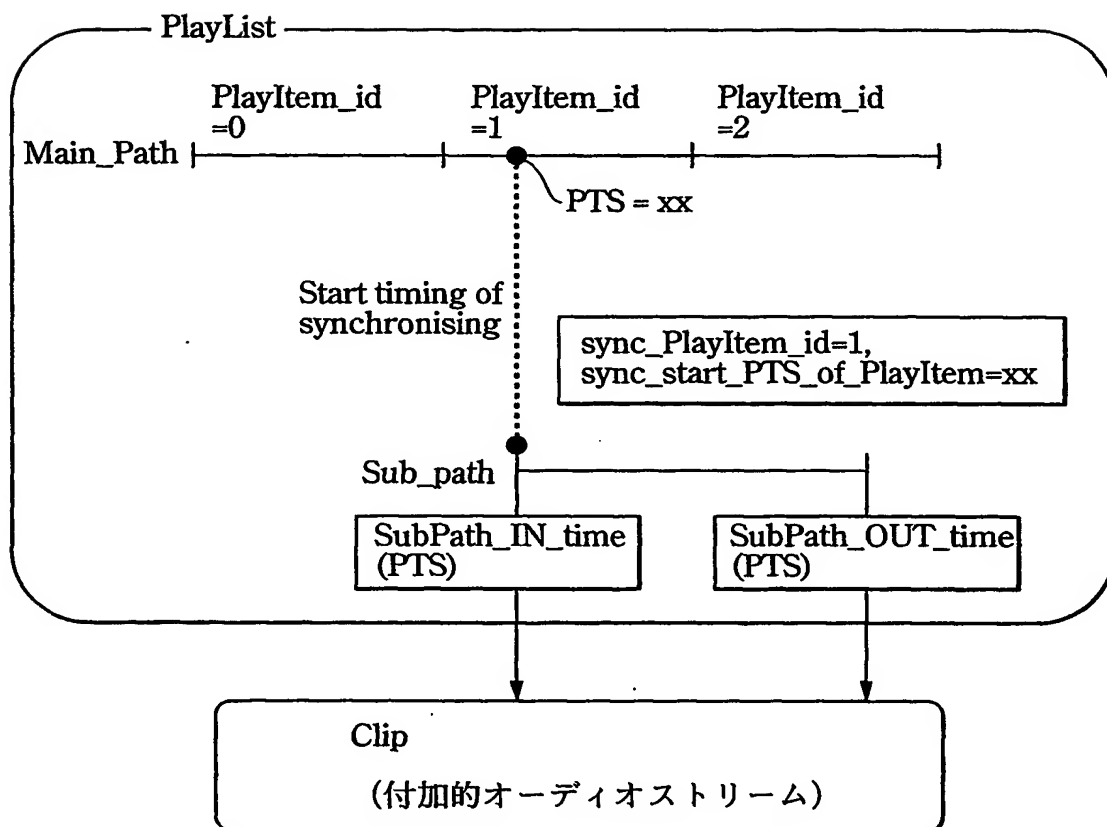 PlayList
PlayItem_id
=0
PlayItem_id
=1
PlayItem_id
=2
Main_Path
PTS = xx
Start timing of
synchronising
sync_PlayItem_id=1,
sync_start_PTS_of_PlayItem=xx
Sub_path
SubPath_IN_time
(PTS)
SubPath_OUT_time
(PTS)
Clip
(付加的オーディオストリーム)